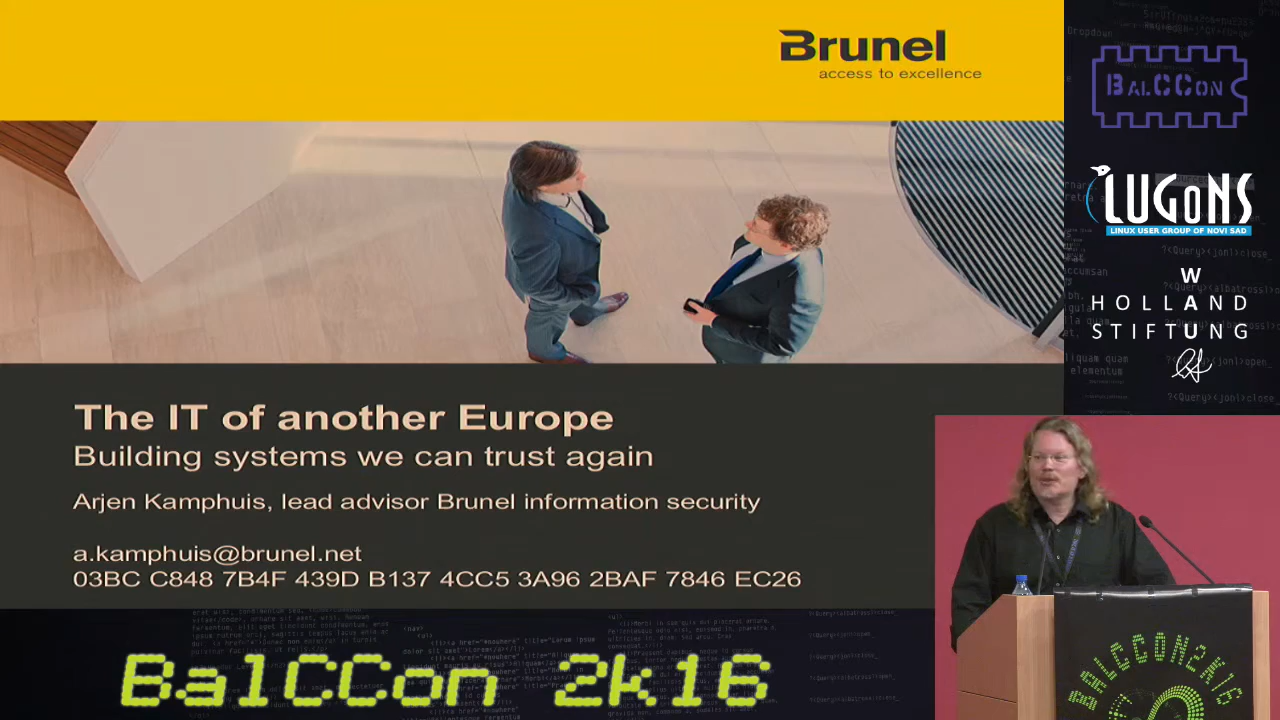 Brunel
access to excellence
The IT of another Europe
Building systems we can trust again
Arjen Kamphuis, lead advisor Brunel information security
a.kamphuis@brunel.net
03BC C848 7B4F 439D B137 4CC5 3A96 2BAF 7846 EC26
BALCCON
LUGONS
LINUX USER GROUP OF NOVI SAD
W
HOLLAND
STIFTUNG
BALCCON2K16
BalCCon 2k16